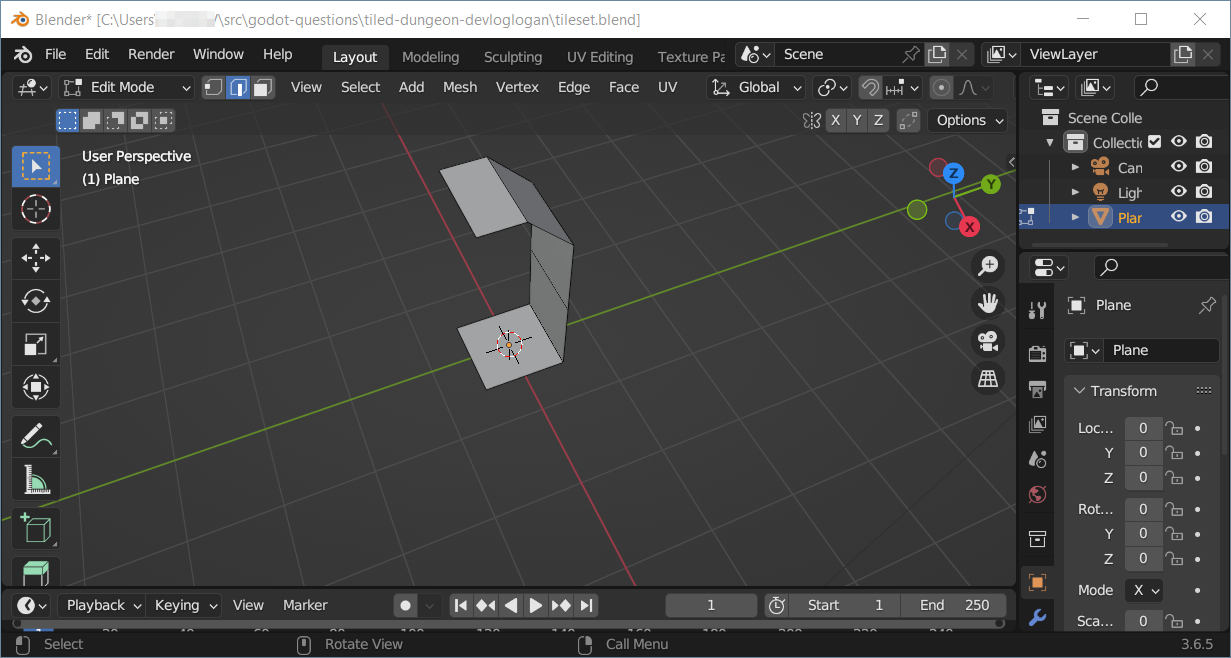 Blender* [C:\Users\ \src\godot-questions\tiled-dungeon-devloglogan\tileset.blend]
File Edit Render Window Help Layout Modeling Sculpting UV Editing Texture Pa Scene ViewLayer
Edit Mode View Select Add Mesh Vertex Edge Face UV Global
X Y Z Options
User Perspective
(1) Plane
Z
Y
X
Scene Colle
Collectic
Can
Ligh
Plar
Plane
Plane
Transform
Loc... 0
Y 0
Z 0
Rot... 0
Y 0
Z 0
Mode X
Sca... 0
Playback Keying View Marker 1 Start 1 End 250
Select Rotate View Call Menu 3.6.5